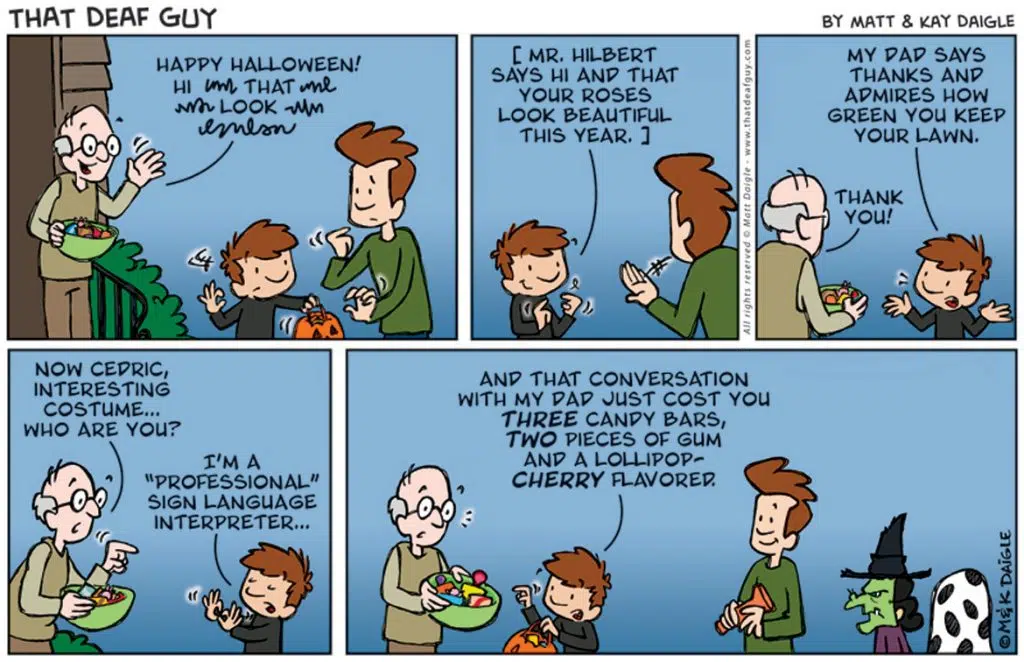 THAT DEAF GUY
BY MATT & KAY DAIGLE
HAPPY HALLOWEEN!
HI THAT
LOOK
[ MR. HILBERT
SAYS HI AND THAT
YOUR ROSES
LOOK BEAUTIFUL
THIS YEAR. ]
All rights reserved © Matt Daigle - www.thatdeafguy.com
MY DAD SAYS
THANKS AND
ADMIRES HOW
GREEN YOU KEEP
YOUR LAWN.
THANK
YOU!
NOW CEDRIC,
INTERESTING
COSTUME...
WHO ARE YOU?
I'M A
"PROFESSIONAL"
SIGN LANGUAGE
INTERPRETER...
AND THAT CONVERSATION
WITH MY DAD JUST COST YOU
THREE CANDY BARS,
TWO PIECES OF GUM
AND A LOLLIPOP-
CHERRY FLAVORED.
© M&K DAIGLE